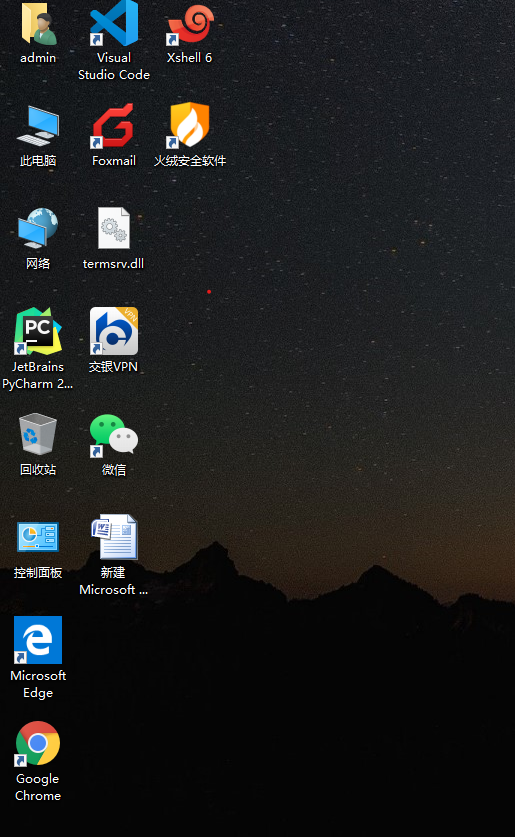 admin
Visual
Studio Code
Xshell 6
此电脑
Foxmail
火绒安全软件
网络
termsrv.dll
PC
VPN
JetBrains
PyCharm 2...
交银VPN
回收站
微信
控制面板
新建
Microsoft ...
Microsoft
Edge
Google
Chrome